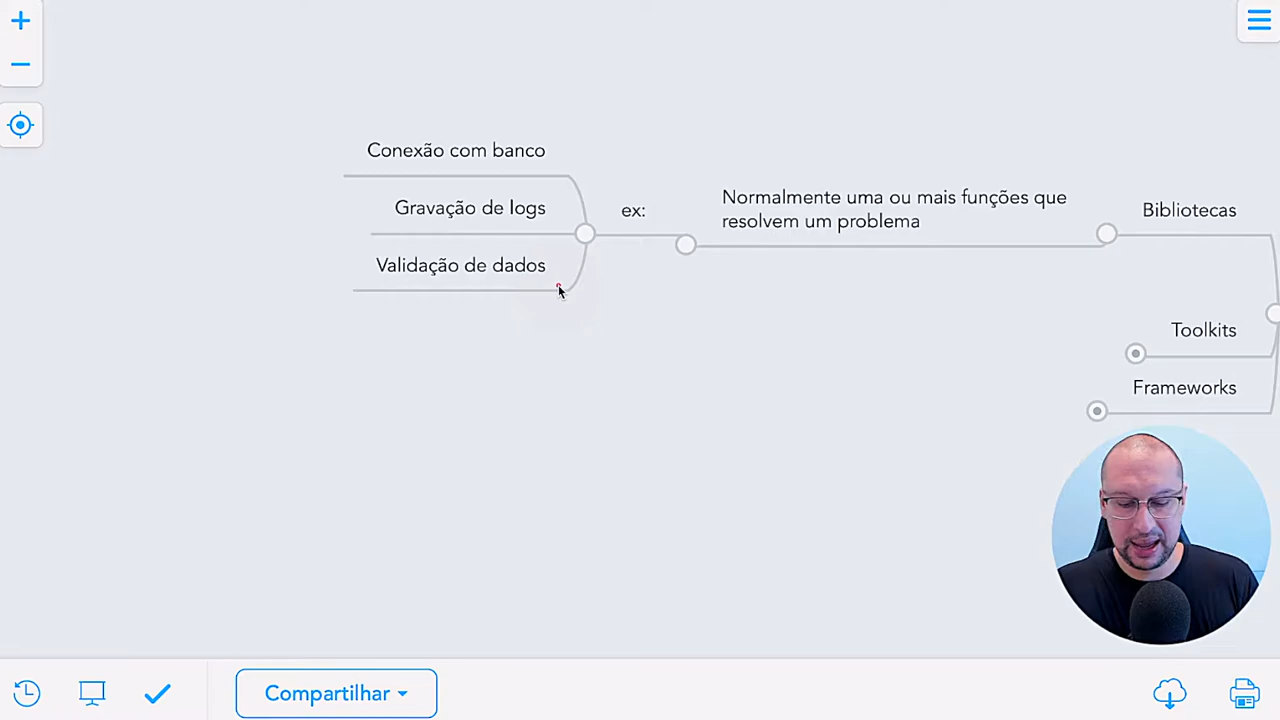 Conexão com banco
Gravação de logs
Validação de dados
ex:
Normalmente uma ou mais funções que
resolvem um problema
Bibliotecas
Toolkits
Frameworks
Compartilhar